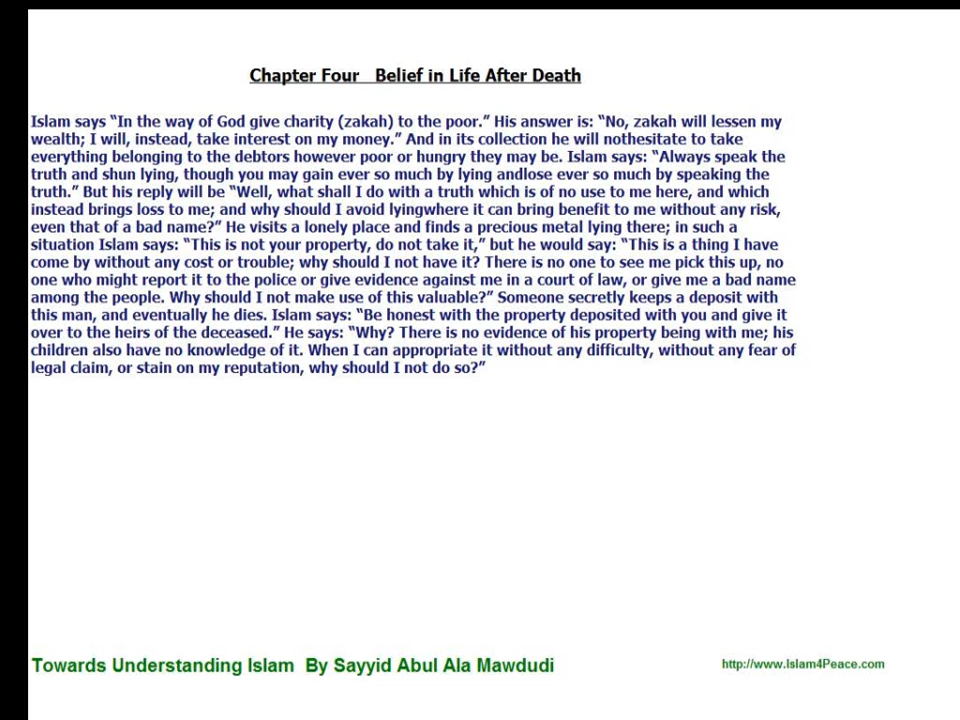 Chapter Four   Belief in Life After Death
Islam says “In the way of God give charity (zakah) to the poor.” His answer is: “No, zakah will lessen my
wealth; I will, instead, take interest on my money.” And in its collection he will nothesitate to take
everything belonging to the debtors however poor or hungry they may be. Islam says: “Always speak the
truth and shun lying, though you may gain ever so much by lying andlose ever so much by speaking the
truth.” But his reply will be “Well, what shall I do with a truth which is of no use to me here, and which
instead brings loss to me; and why should I avoid lyingwhere it can bring benefit to me without any risk,
even that of a bad name?” He visits a lonely place and finds a precious metal lying there; in such a
situation Islam says: “This is not your property, do not take it,” but he would say: “This is a thing I have
come by without any cost or trouble; why should I not have it? There is no one to see me pick this up, no
one who might report it to the police or give evidence against me in a court of law, or give me a bad name
among the people. Why should I not make use of this valuable?” Someone secretly keeps a deposit with
this man, and eventually he dies. Islam says: “Be honest with the property deposited with you and give it
over to the heirs of the deceased.” He says: “Why? There is no evidence of his property being with me; his
children also have no knowledge of it. When I can appropriate it without any difficulty, without any fear of
legal claim, or stain on my reputation, why should I not do so?”
Towards Understanding Islam  By Sayyid Abul Ala Mawdudi
http://www.Islam4Peace.com